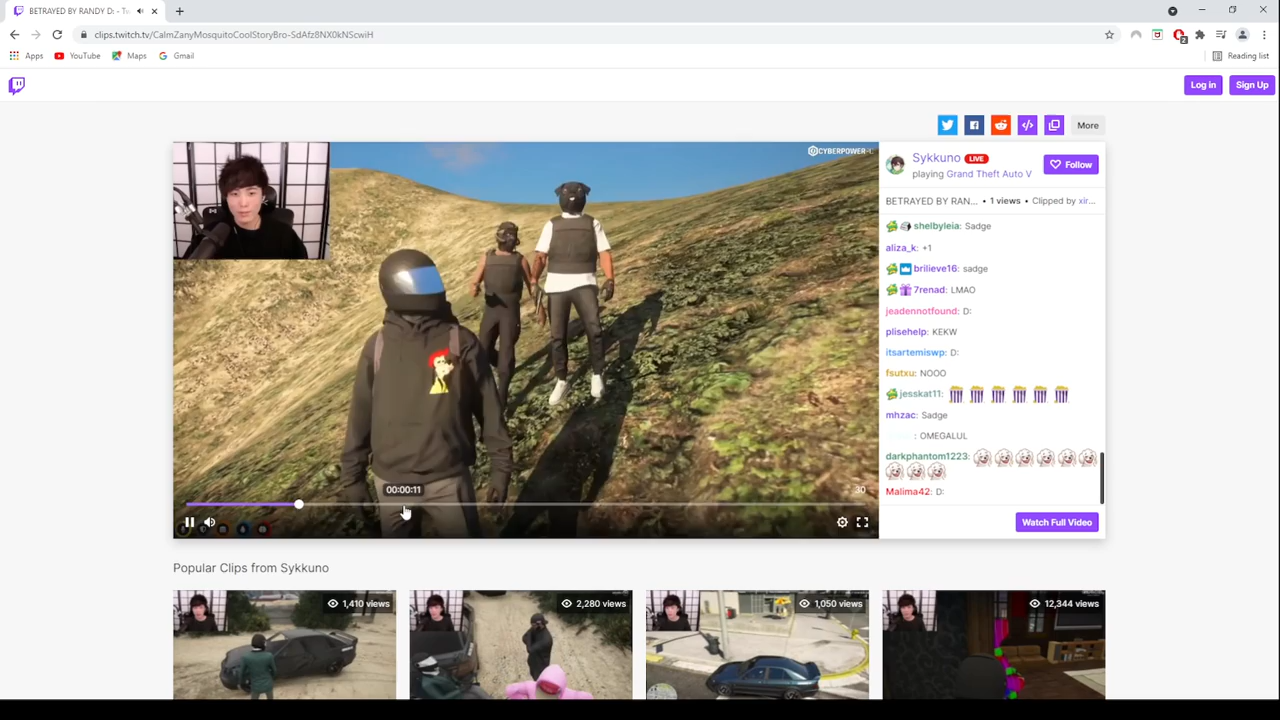 BETRAYED BY RANDY D: - Tw
clips.twitch.tv/CalmZanyMosquitoCoolStoryBro-SdAfz8NX0kNScwiH
2
Apps YouTube Maps Gmail Reading list
Log in Sign Up
More
CYBERPOWER
Sykkuno LIVE
playing Grand Theft Auto V
Follow
BETRAYED BY RAN... • 1 views • Clipped by xir...
shelbyleia: Sadge
aliza_k: +1
brilieve16: sadge
7renad: LMAO
jeadennotfound: D:
plisehelp: KEKW
itsartemiswp: D:
fsutxu: NOOO
jesskat11:
mhzac: Sadge
: OMEGALUL
darkphantom1223:
Malima42: D:
00:00:11
30
Watch Full Video
Popular Clips from Sykkuno
1,410 views
2,280 views
1,050 views
12,344 views